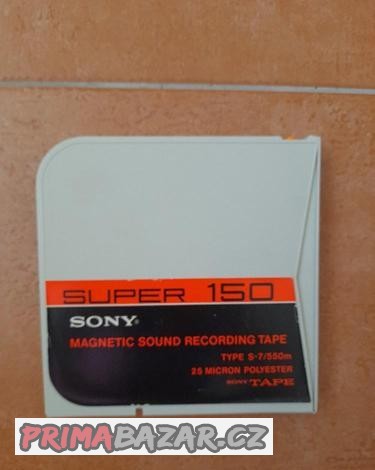 SUPER 150
SONY®
MAGNETIC SOUND RECORDING TAPE
TYPE S-7/550m
25 MICRON POLYESTER
SONY TAPE
PRIMABAZAR.CZ